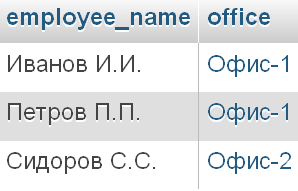 employee_name office
Иванов И.И. Офис-1
Петров П.П. Офис-1
Сидоров С.С. Офис-2